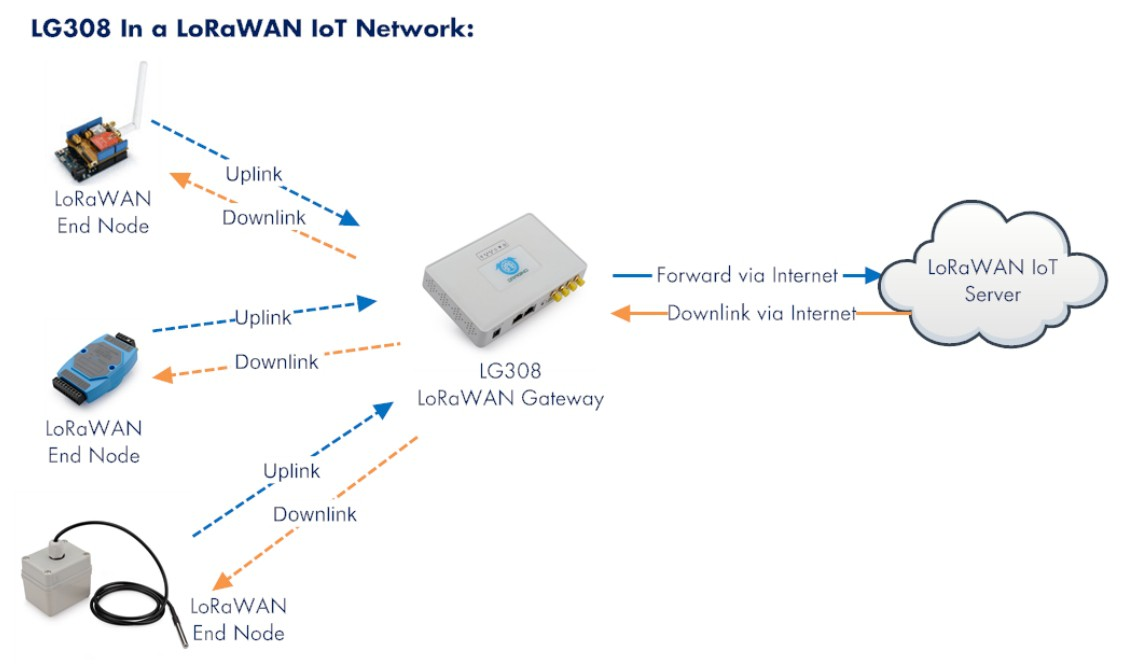 LG308 In a LoRaWAN IoT Network:
Uplink
Downlink
LoRaWAN
End Node
Uplink
Downlink
LoRaWAN
End Node
Uplink
Downlink
LoRaWAN
End Node
LG308
LoRaWAN Gateway
Forward via Internet
Downlink via Internet
LoRaWAN IoT
Server